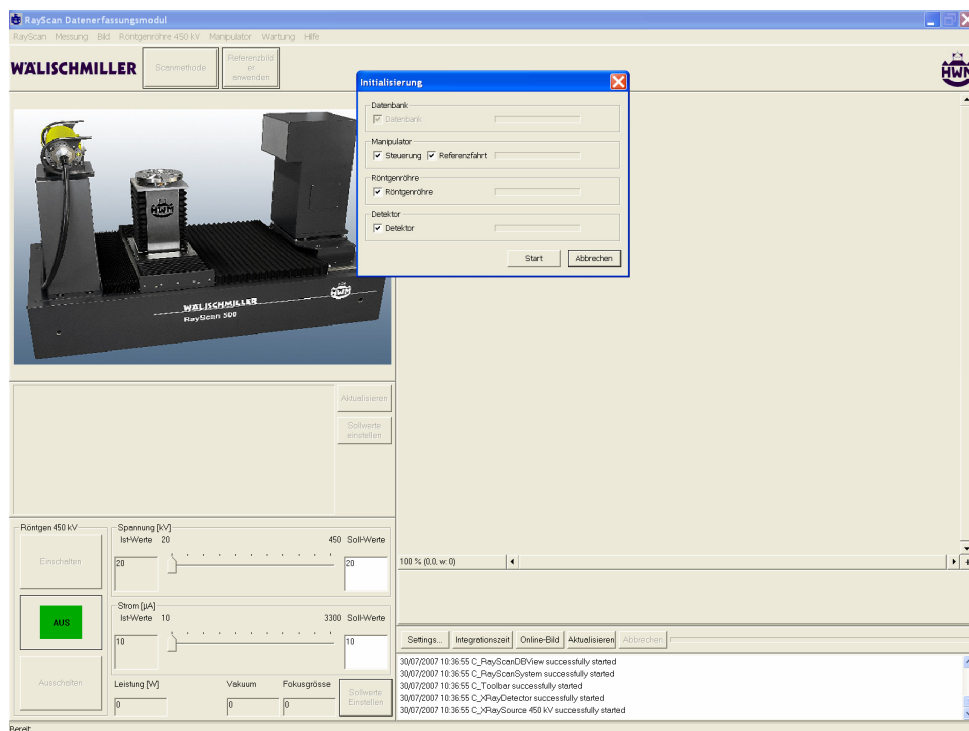 RayScan Datenerfassungsmodul
RayScan Messung Bild Röntgenröhre 450 kV Manipulator Wartung Hilfe
WÄLISCHMILLER
Scanmethode
Referenzbild
er
anwenden
HWM
Initialisierung
Datenbank
Datenbank
Manipulator
Steuerung Referenzfahrt
Röntgenröhre
Röntgenröhre
Detektor
Detektor
Start Abbrechen
HWM
WÄLISCHMILLER
RayScan 500
HWM
Aktualisieren
Sollwerte
einstellen
Röntgen 450 kV
Einschalten
AUS
Ausschalten
Spannung [kV]
Ist-Werte 20 450 Soll-Werte
20 20
Strom [µA]
Ist-Werte 10 3300 Soll-Werte
10 10
Leistung [W] Vakuum Fokusgrösse
0 0 0
Sollwerte
Einstellen
100 % (0.0, w: 0)
Settings... Integrationszeit Online-Bild Aktualisieren Abbrechen
30/07/2007 10:36:55 C_RayScanDBView successfully started
30/07/2007 10:36:55 C_RayScanSystem successfully started
30/07/2007 10:36:55 C_Toolbar successfully started
30/07/2007 10:36:55 C_XRayDetector successfully started
30/07/2007 10:36:55 C_XRaySource 450 kV successfully started
Bereit